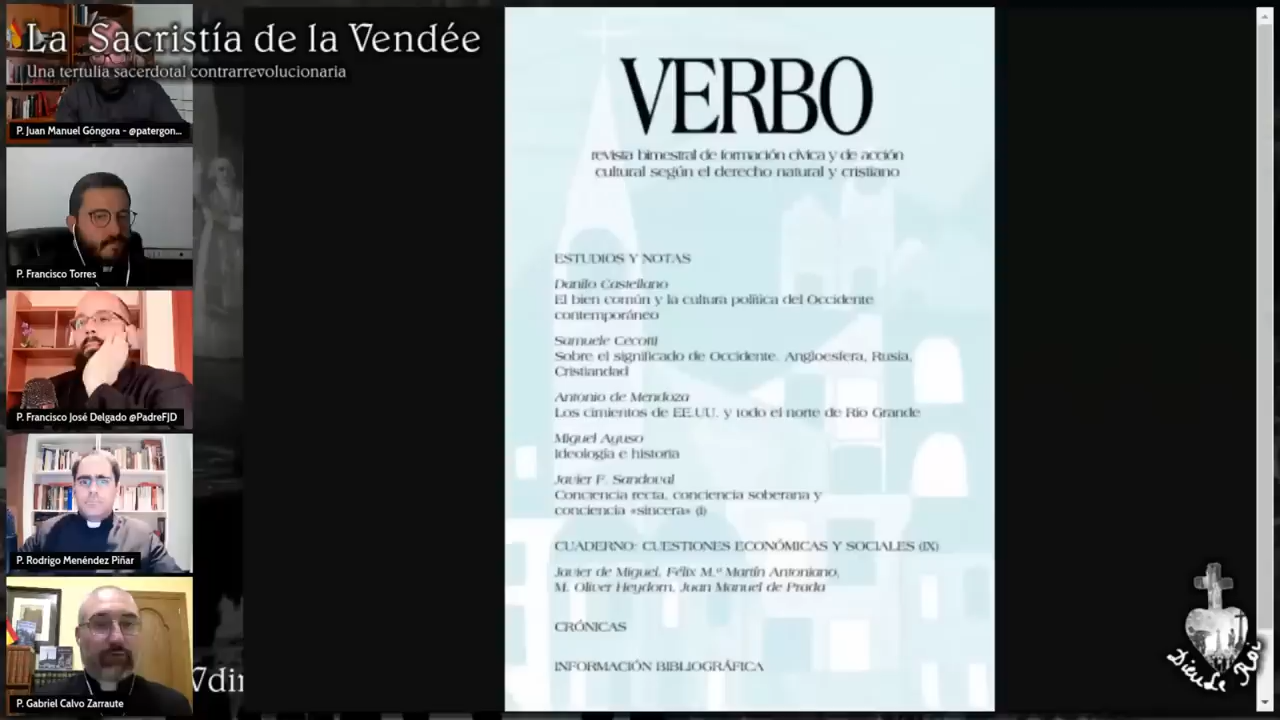 La Sacristía de la Vendée
Una tertulia sacerdotal contrarrevolucionaria
P. Juan Manuel Góngora - @patergon...
P. Francisco Torres
P. Francisco José Delgado @PadreFJD
P. Rodrigo Menéndez Piñar
P. Gabriel Calvo Zarraute
VERBO
revista bimestral de formación cívica y de acción
cultural según el derecho natural y cristiano
ESTUDIOS Y NOTAS
Danilo Castellano
El bien común y la cultura política del Occidente
contemporáneo
Samuele Cecotti
Sobre el significado de Occidente. Angloesfera, Rusia,
Cristiandad
Antonio de Mendoza
Los cimientos de EE.UU. y todo el norte de Río Grande
Miguel Ayuso
Ideología e historia
Javier F. Sandoval
Conciencia recta, conciencia soberana y
conciencia «sincera» (I)
CUADERNO: CUESTIONES ECONÓMICAS Y SOCIALES (IX)
Javier de Miguel, Félix M.ª Martín Antoniano,
M. Oliver Heydorn, Juan Manuel de Prada
CRÓNICAS
INFORMACIÓN BIBLIOGRÁFICA
Dieu Le Roi